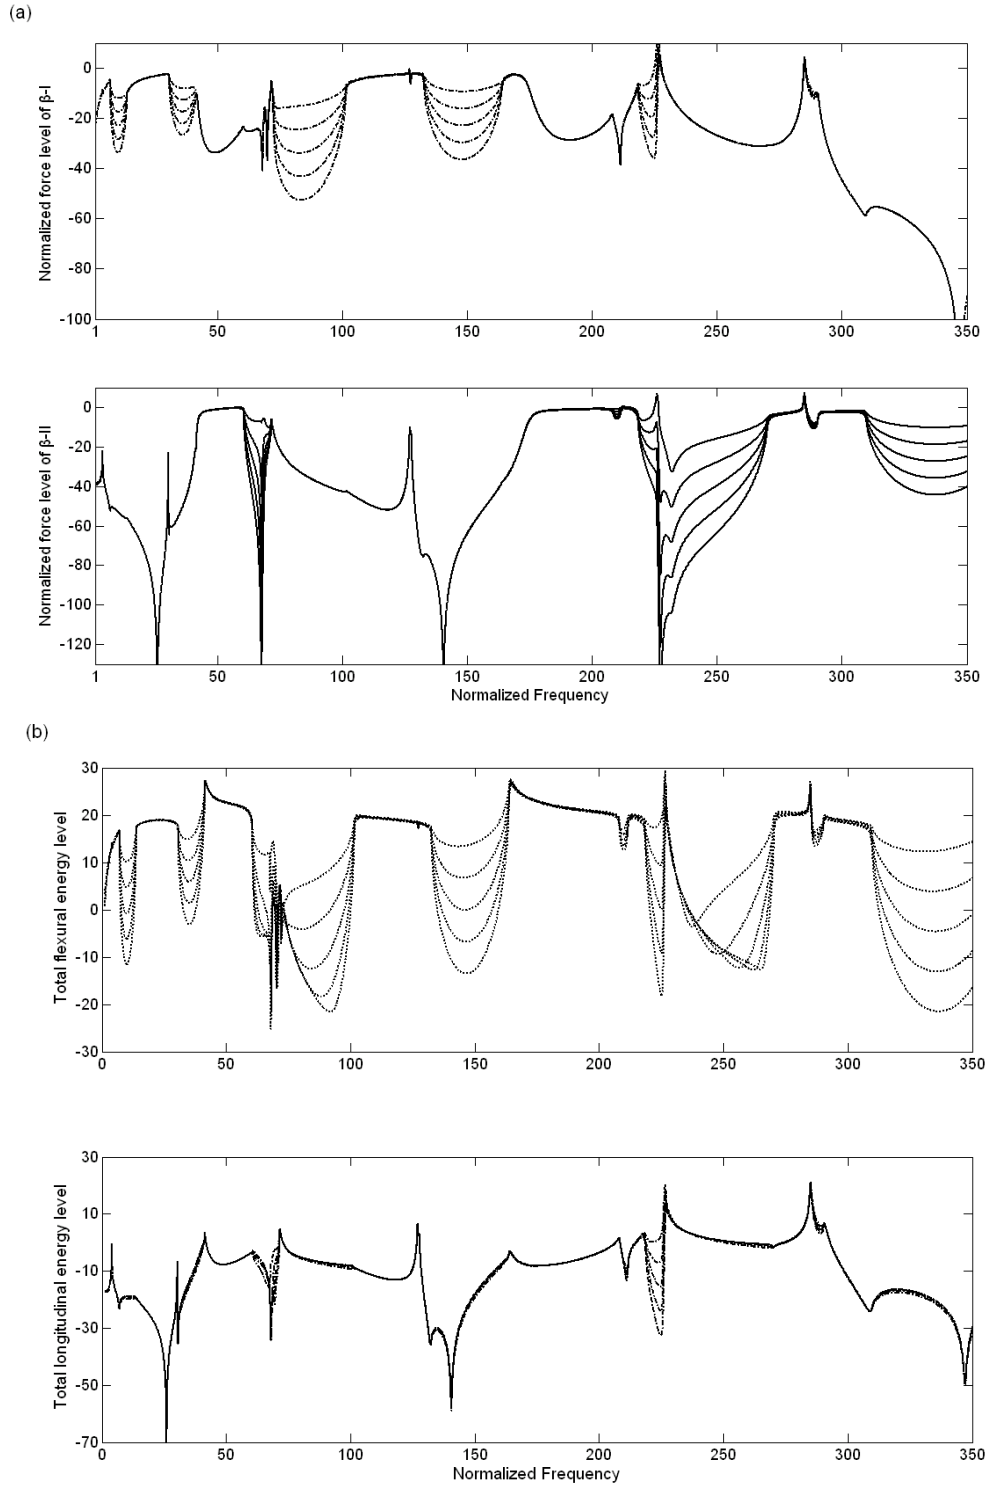 (a)
Normalized force level of β-I
0
-20
-40
-60
-80
-100
1 50 100 150 200 250 300 350
Normalized force level of β-II
0
-20
-40
-60
-80
-100
-120
1 50 100 150 200 250 300 350
Normalized Frequency
(b)
Total flexural energy level
30
20
10
0
-10
-20
-30
0 50 100 150 200 250 300 350
Total longitudinal energy level
30
10
-10
-30
-50
-70
0 50 100 150 200 250 300 350
Normalized Frequency